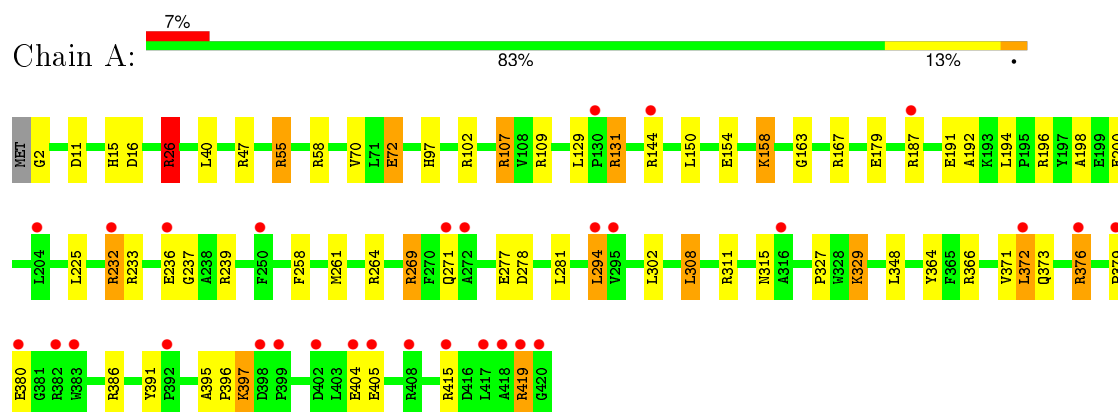 7%
Chain A:
83% 13% •
MET G2 D11 H15 D16 R26 L40 R47 R55 R58 V70 L71 E72 H97 R102 R107 V108 R109 L129 P130 R131 R144 L150 E154 K158 G163 R167 E179 R187 E191 A192 K193 L194 P195 R196 Y197 A198 E199
L204 L225 R232 R233 E236 G237 A238 R239 F250 F258 M261 R264 R269 F270 Q271 A272 E277 D278 L281 L294 V295 L302 L308 R311 N315 A316 P327 W328 K329 L348 Y364 F365 R366 V371 L372 Q373 R376
E380 G381 R382 W383 R386 Y391 P392 A395 P396 K397 D398 P399 D402 L403 E404 E405 R408 R415 D416 L417 A418 R419 G420